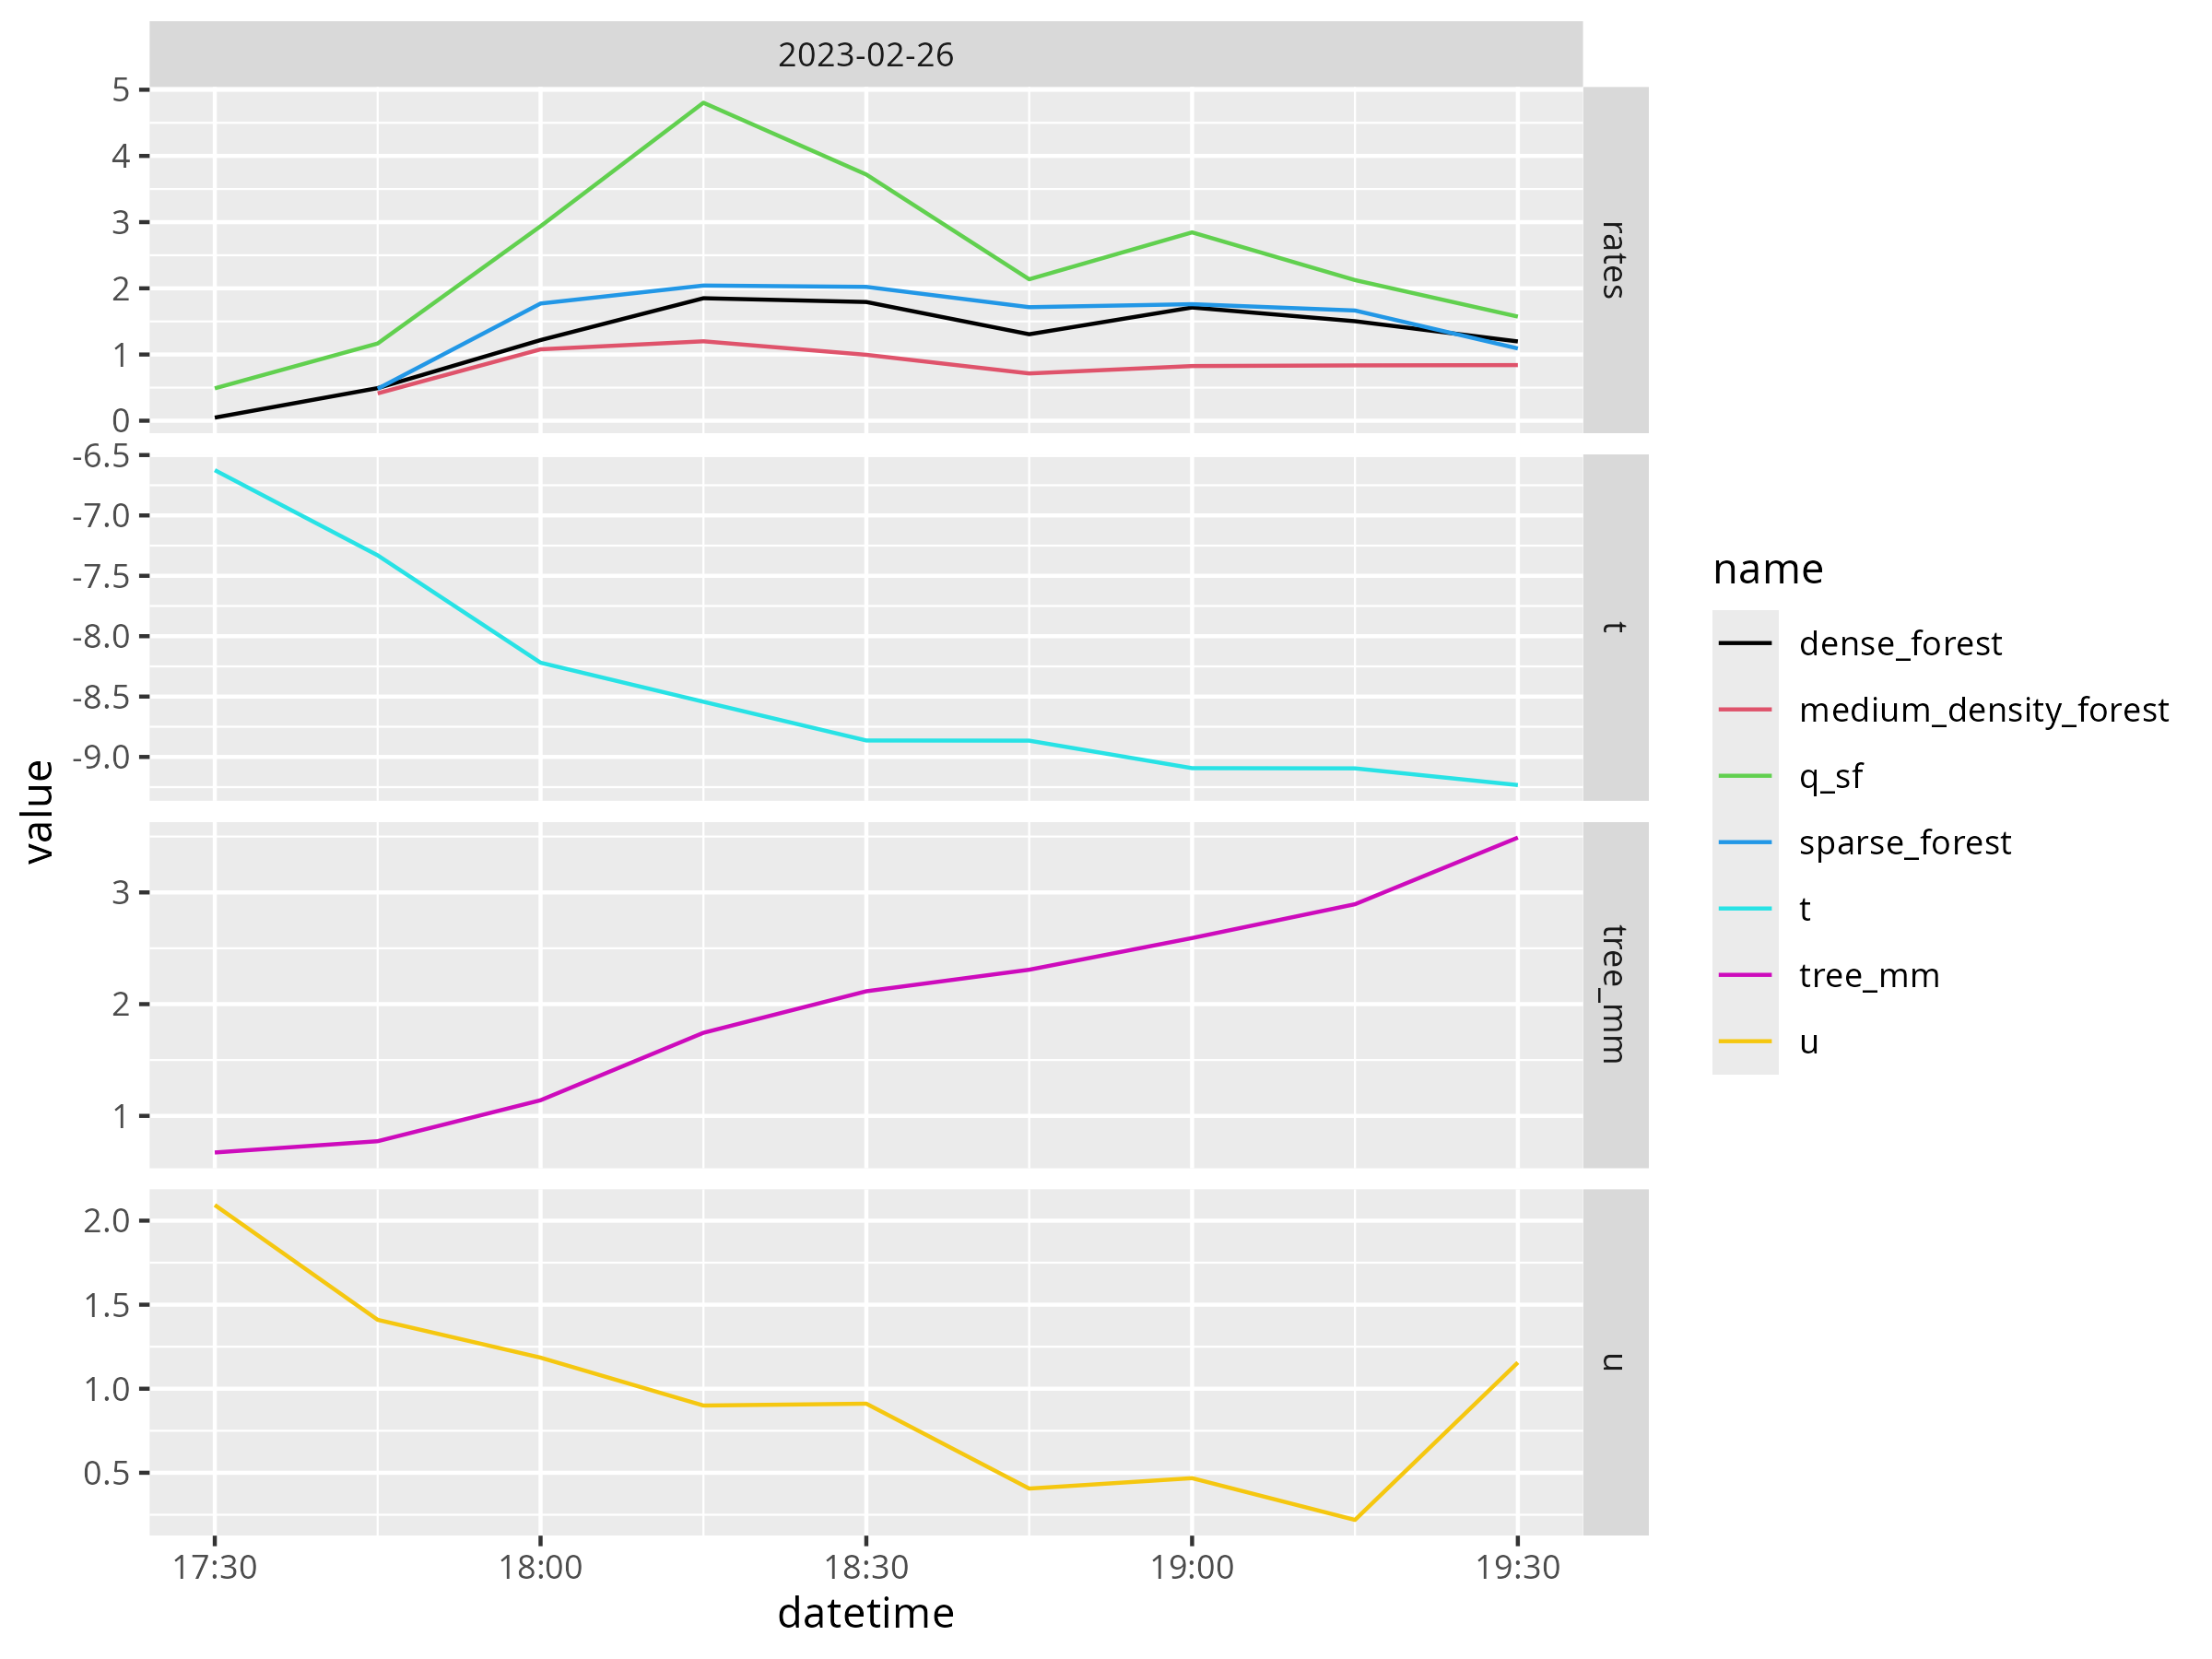 2023-02-26
5
4
3
2
1
0
rates
-6.5
-7.0
-7.5
-8.0
-8.5
-9.0
t
3
2
1
tree_mm
2.0
1.5
1.0
0.5
u
17:30 18:00 18:30 19:00 19:30
datetime
value
name
dense_forest
medium_density_forest
q_sf
sparse_forest
t
tree_mm
u